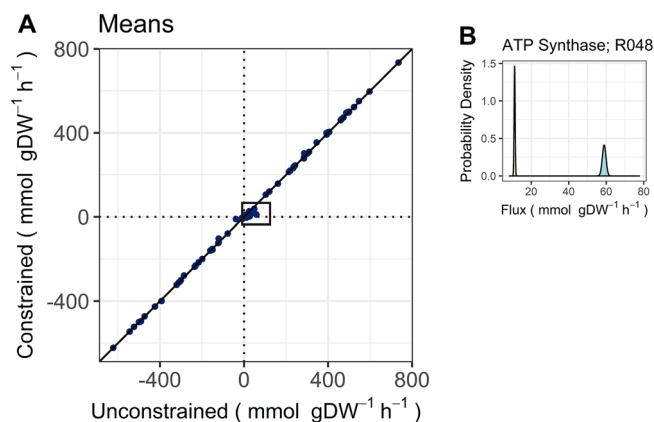 A
Means
800
400
0
-400
-400
0
400
800
Constrained ( mmol gDW⁻¹ h⁻¹ )
Unconstrained ( mmol gDW⁻¹ h⁻¹ )
B
ATP Synthase; R048
1.5
1.0
0.5
0.0
20
40
60
80
Probability Density
Flux ( mmol gDW⁻¹ h⁻¹ )